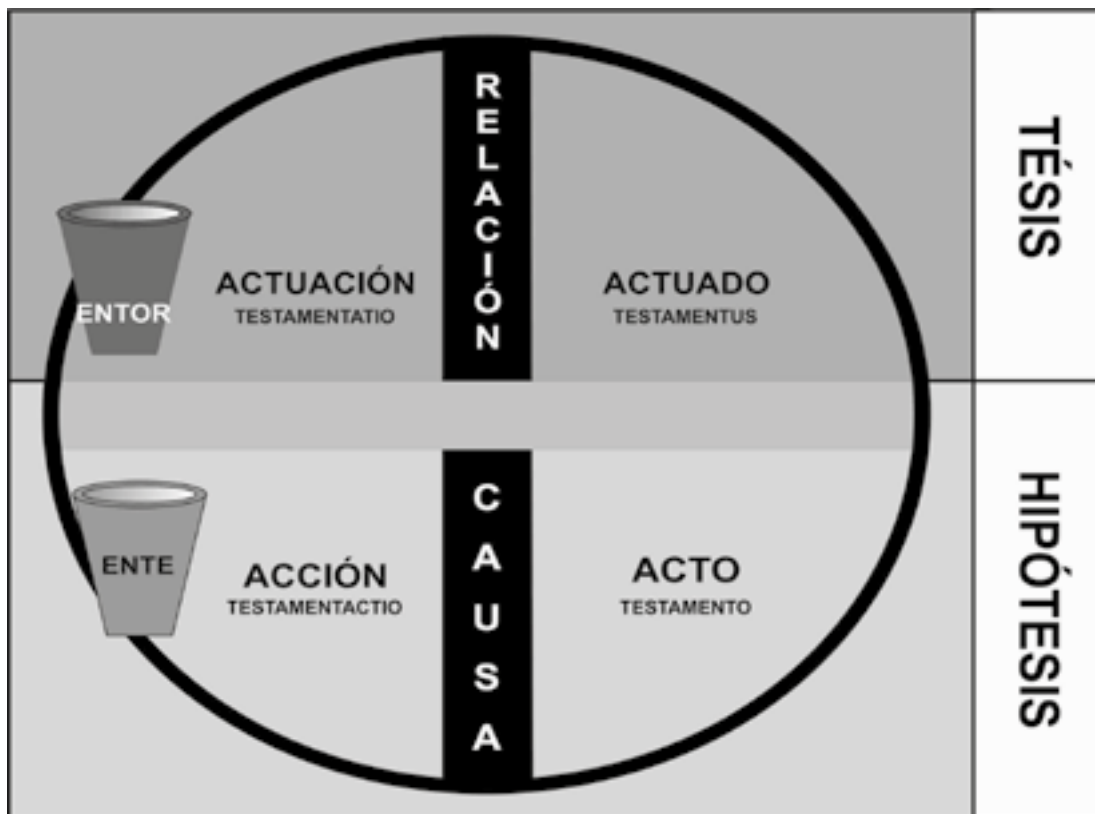 RELACIÓN
TÉSIS
ENTOR
ACTUACIÓN
TESTAMENTATIO
ACTUADO
TESTAMENTUS
CAUSA
HIPÓTESIS
ENTE
ACCIÓN
TESTAMENTACTIO
ACTO
TESTAMENTO